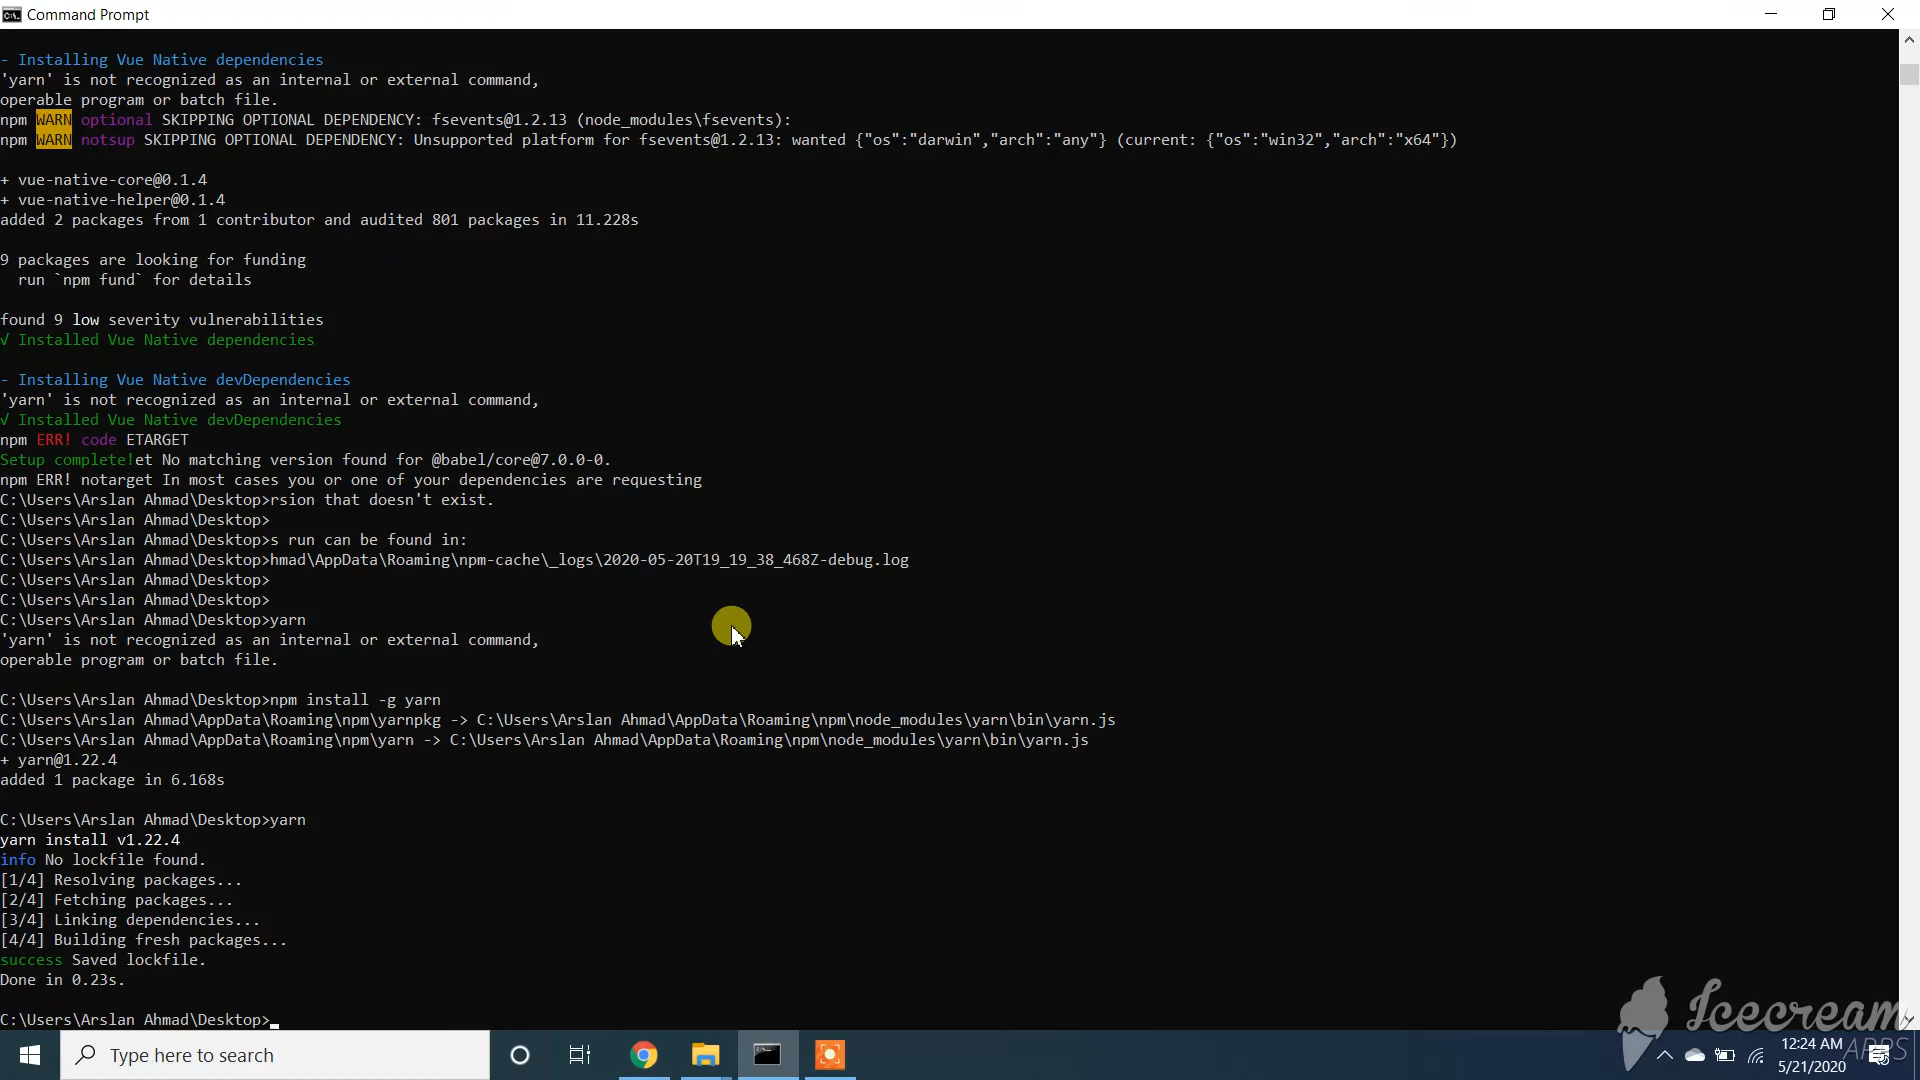 Command Prompt
- Installing Vue Native dependencies
'yarn' is not recognized as an internal or external command,
operable program or batch file.
npm WARN optional SKIPPING OPTIONAL DEPENDENCY: fsevents@1.2.13 (node_modules\fsevents):
npm WARN notsup SKIPPING OPTIONAL DEPENDENCY: Unsupported platform for fsevents@1.2.13: wanted {"os":"darwin","arch":"any"} (current: {"os":"win32","arch":"x64"})
+ vue-native-core@0.1.4
+ vue-native-helper@0.1.4
added 2 packages from 1 contributor and audited 801 packages in 11.228s
9 packages are looking for funding
run `npm fund` for details
found 9 low severity vulnerabilities
√ Installed Vue Native dependencies
- Installing Vue Native devDependencies
'yarn' is not recognized as an internal or external command,
√ Installed Vue Native devDependencies
npm ERR! code ETARGET
Setup complete!et No matching version found for @babel/core@7.0.0-0.
npm ERR! notarget In most cases you or one of your dependencies are requesting
C:\Users\Arslan Ahmad\Desktop>rsion that doesn't exist.
C:\Users\Arslan Ahmad\Desktop>
C:\Users\Arslan Ahmad\Desktop>s run can be found in:
C:\Users\Arslan Ahmad\Desktop>hmad\AppData\Roaming\npm-cache\_logs\2020-05-20T19_19_38_468Z-debug.log
C:\Users\Arslan Ahmad\Desktop>
C:\Users\Arslan Ahmad\Desktop>
C:\Users\Arslan Ahmad\Desktop>yarn
'yarn' is not recognized as an internal or external command,
operable program or batch file.
C:\Users\Arslan Ahmad\Desktop>npm install -g yarn
C:\Users\Arslan Ahmad\AppData\Roaming\npm\yarnpkg -> C:\Users\Arslan Ahmad\AppData\Roaming\npm\node_modules\yarn\bin\yarn.js
C:\Users\Arslan Ahmad\AppData\Roaming\npm\yarn -> C:\Users\Arslan Ahmad\AppData\Roaming\npm\node_modules\yarn\bin\yarn.js
+ yarn@1.22.4
added 1 package in 6.168s
C:\Users\Arslan Ahmad\Desktop>yarn
yarn install v1.22.4
info No lockfile found.
[1/4] Resolving packages...
[2/4] Fetching packages...
[3/4] Linking dependencies...
[4/4] Building fresh packages...
success Saved lockfile.
Done in 0.23s.
C:\Users\Arslan Ahmad\Desktop>
Icecream
APPS
Type here to search
12:24 AM
5/21/2020